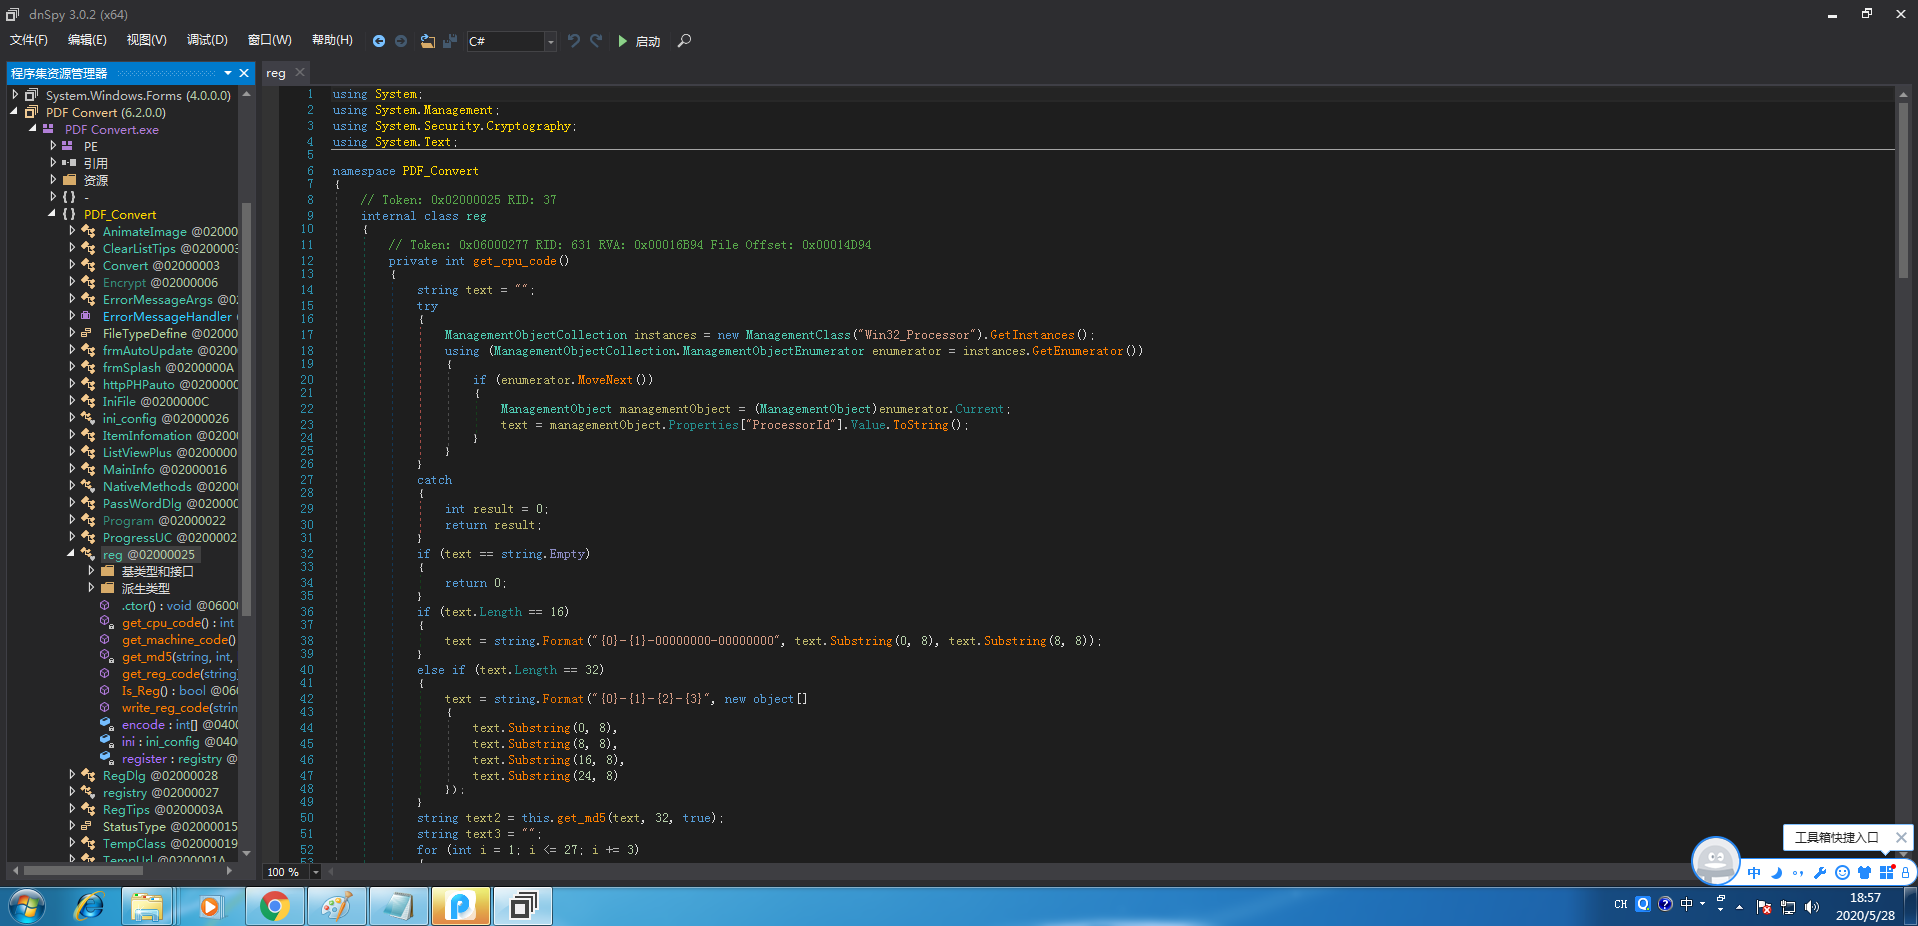 dnSpy 3.0.2 (x64)
文件(F) 编辑(E) 视图(V) 调试(D) 窗口(W) 帮助(H) C# 启动
程序集资源管理器
System.Windows.Forms (4.0.0.0)
PDF Convert (6.2.0.0)
PDF Convert.exe
PE
引用
资源
{ } -
{ } PDF_Convert
AnimateImage @02000
ClearListTips @0200003
Convert @02000003
Encrypt @02000006
ErrorMessageArgs @02
ErrorMessageHandler
FileTypeDefine @02000
frmAutoUpdate @0200
frmSplash @0200000A
httpPHPauto @0200000
IniFile @0200000C
ini_config @02000026
ItemInfomation @0200
ListViewPlus @0200000
MainInfo @02000016
NativeMethods @0200
PassWordDlg @020000
Program @02000022
ProgressUC @0200002
reg @02000025
基类型和接口
派生类型
.ctor() : void @0600
get_cpu_code() : int
get_machine_code()
get_md5(string, int,
get_reg_code(string)
Is_Reg() : bool @060
write_reg_code(strin
encode : int[] @0400
ini : ini_config @040
register : registry @
RegDlg @02000028
registry @02000027
RegTips @0200003A
StatusType @02000015
TempClass @02000019
TempUrl @0200001A
reg
1 using System;
2 using System.Management;
3 using System.Security.Cryptography;
4 using System.Text;
5
6 namespace PDF_Convert
7 {
8 // Token: 0x02000025 RID: 37
9 internal class reg
10 {
11 // Token: 0x06000277 RID: 631 RVA: 0x00016B94 File Offset: 0x00014D94
12 private int get_cpu_code()
13 {
14 string text = "";
15 try
16 {
17 ManagementObjectCollection instances = new ManagementClass("Win32_Processor").GetInstances();
18 using (ManagementObjectCollection.ManagementObjectEnumerator enumerator = instances.GetEnumerator())
19 {
20 if (enumerator.MoveNext())
21 {
22 ManagementObject managementObject = (ManagementObject)enumerator.Current;
23 text = managementObject.Properties["ProcessorId"].Value.ToString();
24 }
25 }
26 }
27 catch
28 {
29 int result = 0;
30 return result;
31 }
32 if (text == string.Empty)
33 {
34 return 0;
35 }
36 if (text.Length == 16)
37 {
38 text = string.Format("{0}-{1}-00000000-00000000", text.Substring(0, 8), text.Substring(8, 8));
39 }
40 else if (text.Length == 32)
41 {
42 text = string.Format("{0}-{1}-{2}-{3}", new object[]
43 {
44 text.Substring(0, 8),
45 text.Substring(8, 8),
46 text.Substring(16, 8),
47 text.Substring(24, 8)
48 });
49 }
50 string text2 = this.get_md5(text, 32, true);
51 string text3 = "";
52 for (int i = 1; i <= 27; i += 3)
53 {
100 %
工具箱快捷入口
中
CH 中
18:57
2020/5/28